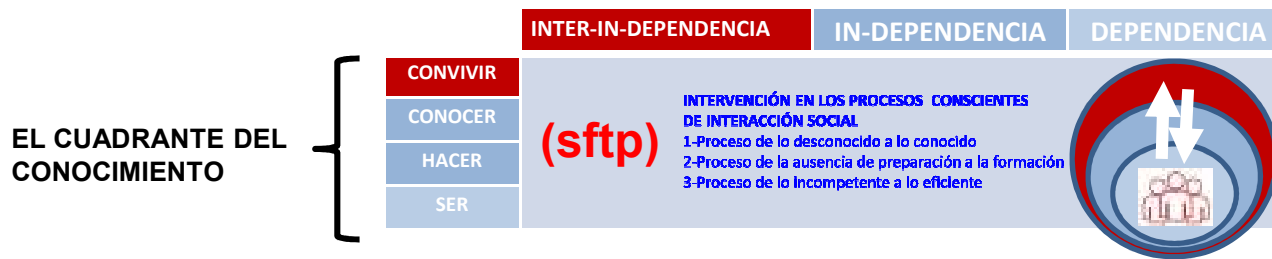 INTER-IN-DEPENDENCIA
IN-DEPENDENCIA
DEPENDENCIA
EL CUADRANTE DEL
CONOCIMIENTO
CONVIVIR
CONOCER
HACER
SER
(sftp)
INTERVENCIÓN EN LOS PROCESOS CONSCIENTES
DE INTERACCIÓN SOCIAL
1-Proceso de lo desconocido a lo conocido
2-Proceso de la ausencia de preparación a la formación
3-Proceso de lo incompetente a lo eficiente